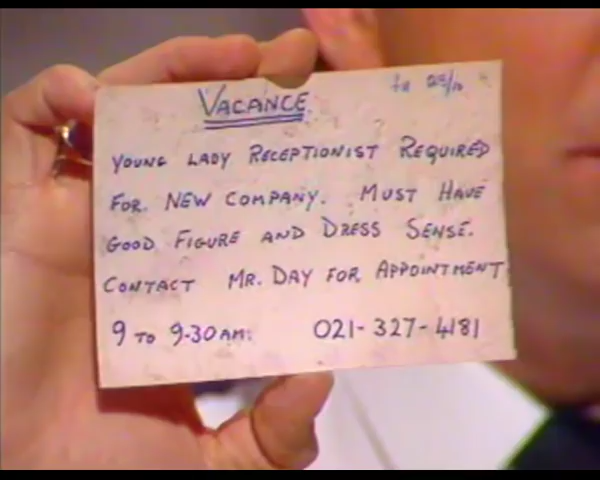 VACANCE
YOUNG LADY RECEPTIONIST REQUIRED
FOR NEW COMPANY. MUST HAVE
GOOD FIGURE AND DRESS SENSE.
CONTACT MR. DAY FOR APPOINTMENT
9 TO 9-30 AM. 021-327-4181